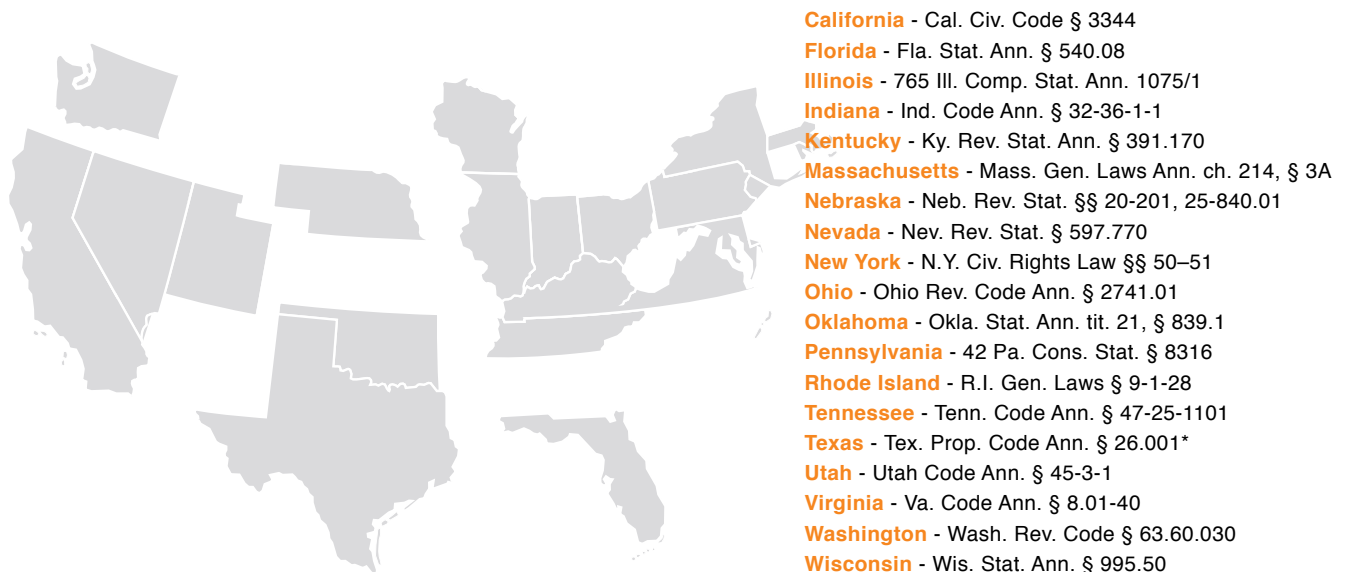 California - Cal. Civ. Code § 3344
Florida - Fla. Stat. Ann. § 540.08
Illinois - 765 Ill. Comp. Stat. Ann. 1075/1
Indiana - Ind. Code Ann. § 32-36-1-1
Kentucky - Ky. Rev. Stat. Ann. § 391.170
Massachusetts - Mass. Gen. Laws Ann. ch. 214, § 3A
Nebraska - Neb. Rev. Stat. §§ 20-201, 25-840.01
Nevada - Nev. Rev. Stat. § 597.770
New York - N.Y. Civ. Rights Law §§ 50–51
Ohio - Ohio Rev. Code Ann. § 2741.01
Oklahoma - Okla. Stat. Ann. tit. 21, § 839.1
Pennsylvania - 42 Pa. Cons. Stat. § 8316
Rhode Island - R.I. Gen. Laws § 9-1-28
Tennessee - Tenn. Code Ann. § 47-25-1101
Texas - Tex. Prop. Code Ann. § 26.001*
Utah - Utah Code Ann. § 45-3-1
Virginia - Va. Code Ann. § 8.01-40
Washington - Wash. Rev. Code § 63.60.030
Wisconsin - Wis. Stat. Ann. § 995.50